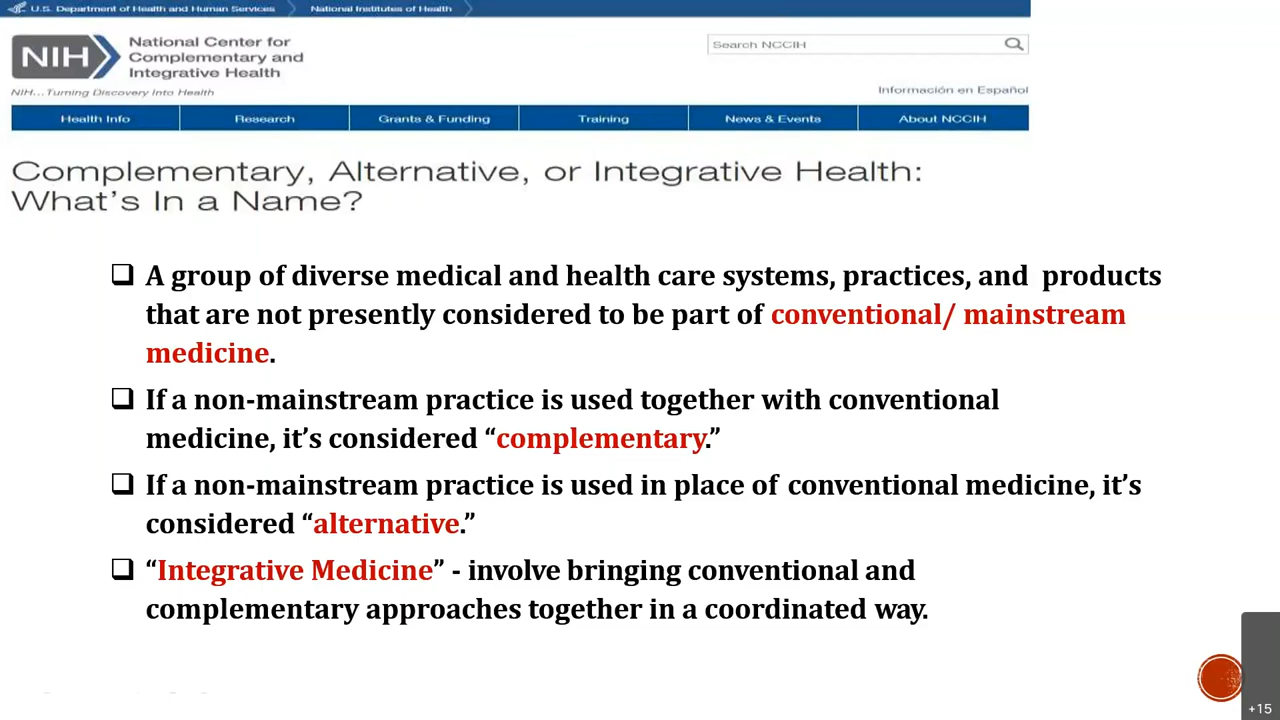 U.S. Department of Health and Human Services National Institutes of Health
NIH
National Center for
Complementary and
Integrative Health
Search NCCIH
NIH...Turning Discovery Into Health
Información en Español
Health Info Research Grants & Funding Training News & Events About NCCIH
Complementary, Alternative, or Integrative Health:
What's In a Name?
A group of diverse medical and health care systems, practices, and products
that are not presently considered to be part of conventional/ mainstream
medicine.
If a non-mainstream practice is used together with conventional
medicine, it's considered “complementary.”
If a non-mainstream practice is used in place of conventional medicine, it's
considered “alternative.”
“Integrative Medicine” - involve bringing conventional and
complementary approaches together in a coordinated way.
+15